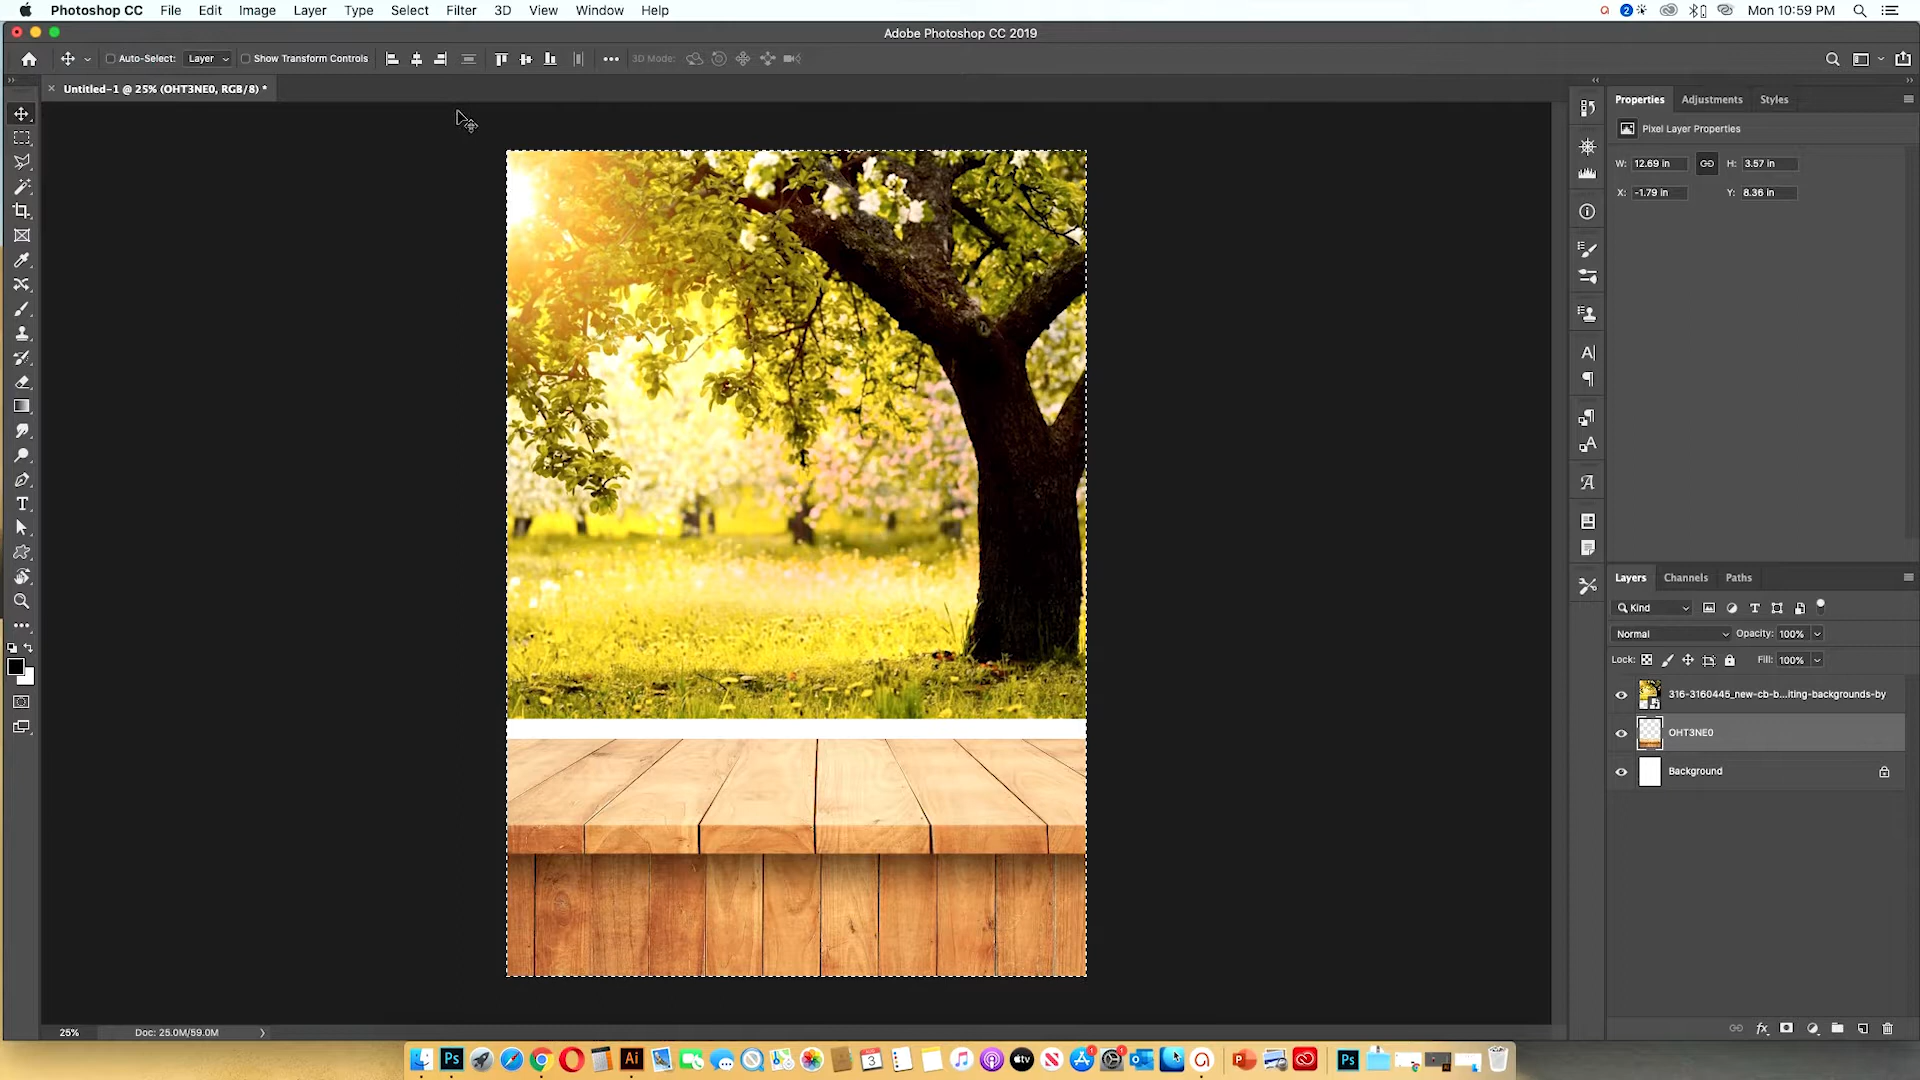 Photoshop CC File Edit Image Layer Type Select Filter 3D View Window Help
2 Mon 10:59 PM
Adobe Photoshop CC 2019
Auto-Select: Layer Show Transform Controls 3D Mode:
Untitled-1 @ 25% (OHT3NE0, RGB/8) *
Properties Adjustments Styles
Pixel Layer Properties
W: 12.69 in H: 3.57 in
X: -1.79 in Y: 8.36 in
Layers Channels Paths
Kind
Normal Opacity: 100%
Lock: Fill: 100%
316-3160445_new-cb-b...iting-backgrounds-by
OHT3NE0
Background
25% Doc: 25.0M/59.0M